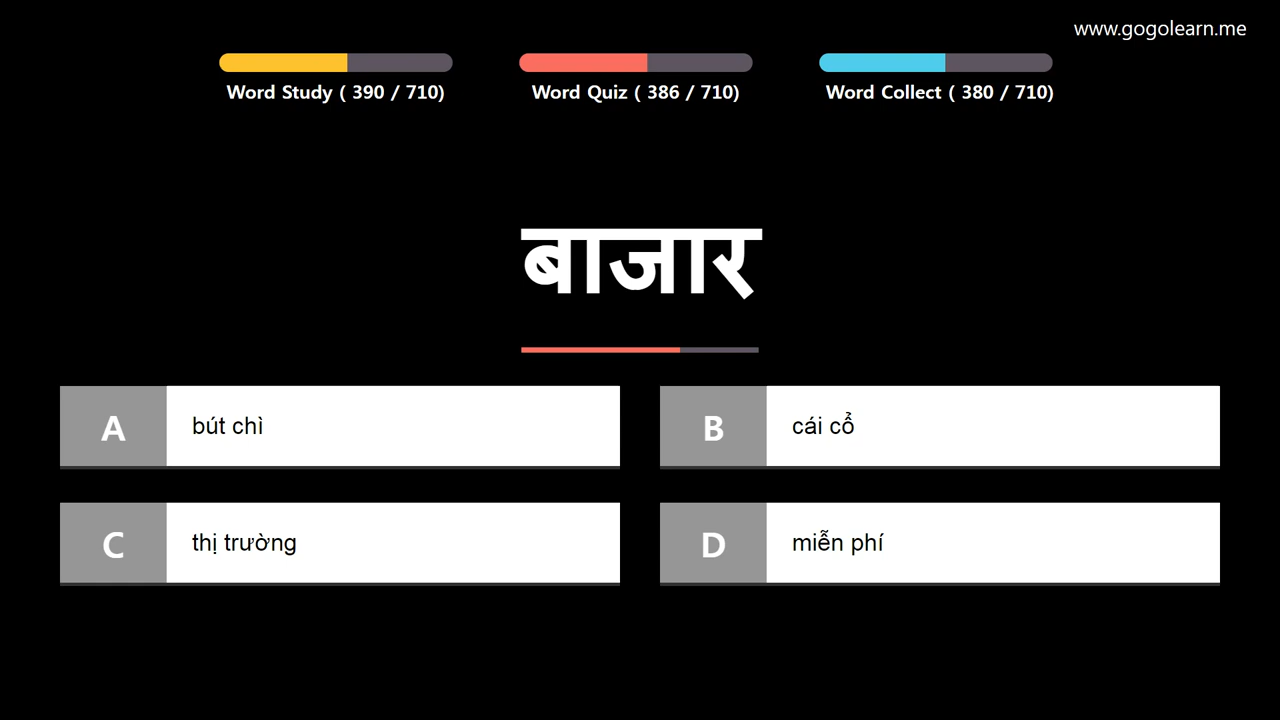 www.gogolearn.me
Word Study ( 390 / 710)
Word Quiz ( 386 / 710)
Word Collect ( 380 / 710)
बाजार
A bút chì
B cái cổ
C thị trường
D miễn phí